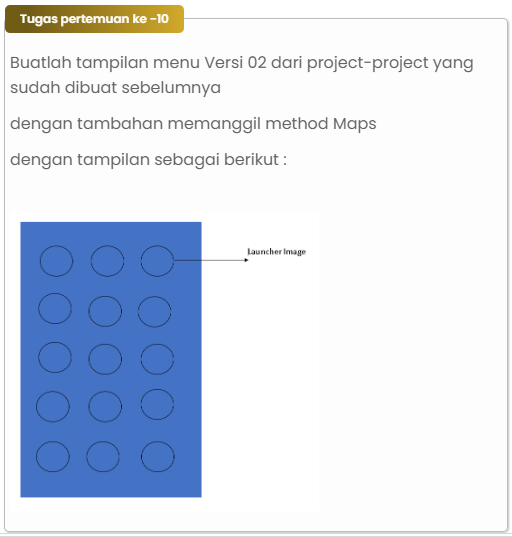 Tugas pertemuan ke -10
Buatlah tampilan menu Versi 02 dari project-project yang
sudah dibuat sebelumnya
dengan tambahan memanggil method Maps
dengan tampilan sebagai berikut :
Launcher Image